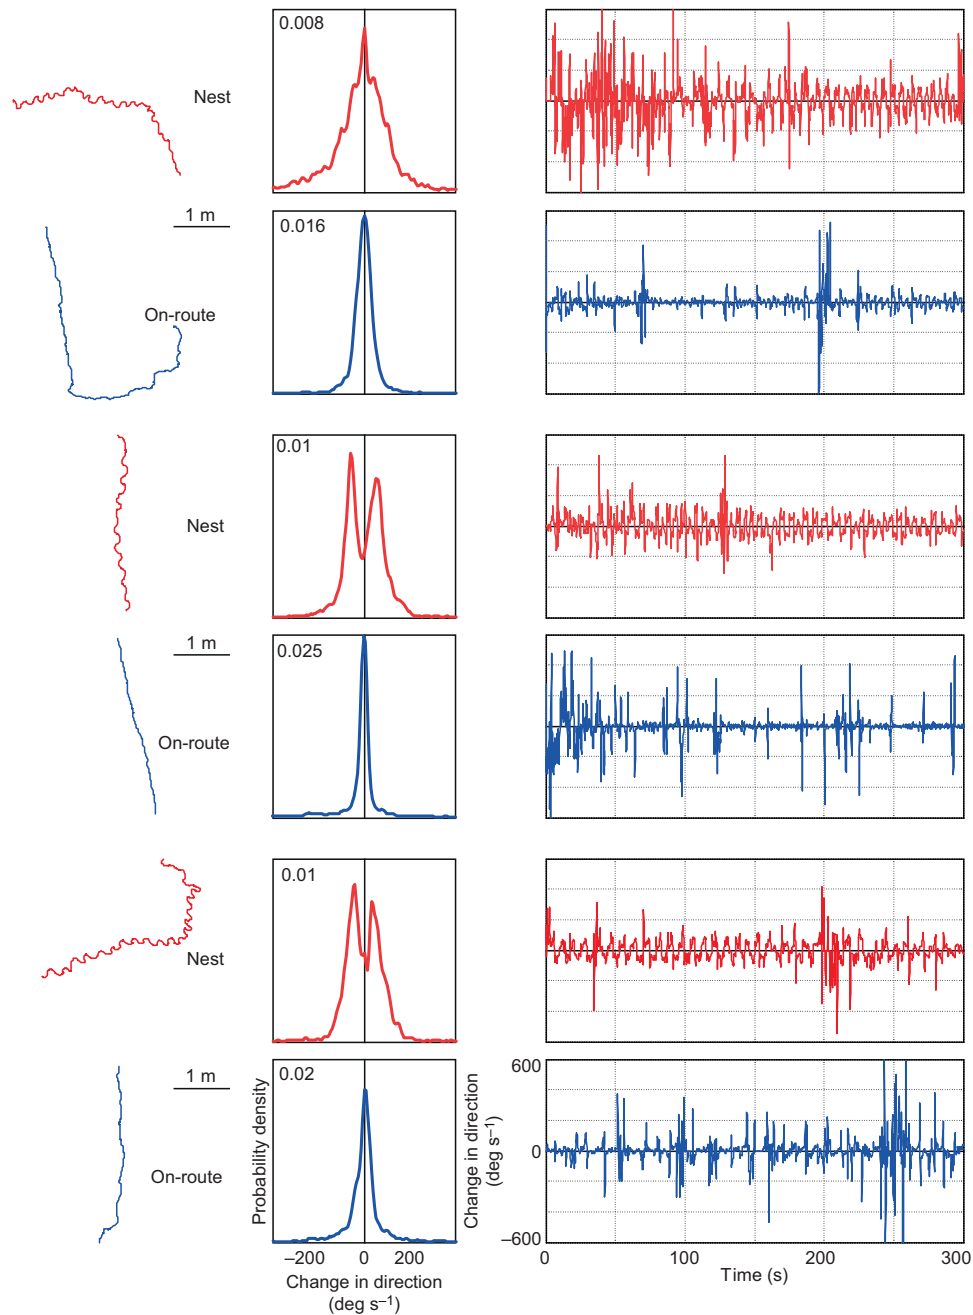 0.008
Nest
1 m
0.016
On-route
0.01
Nest
1 m
0.025
On-route
0.01
Nest
1 m
0.02
On-route
Probability density
–200 0 200
Change in direction
(deg s–1)
Change in direction
(deg s–1)
600
0
–600
0 100 200 300
Time (s)